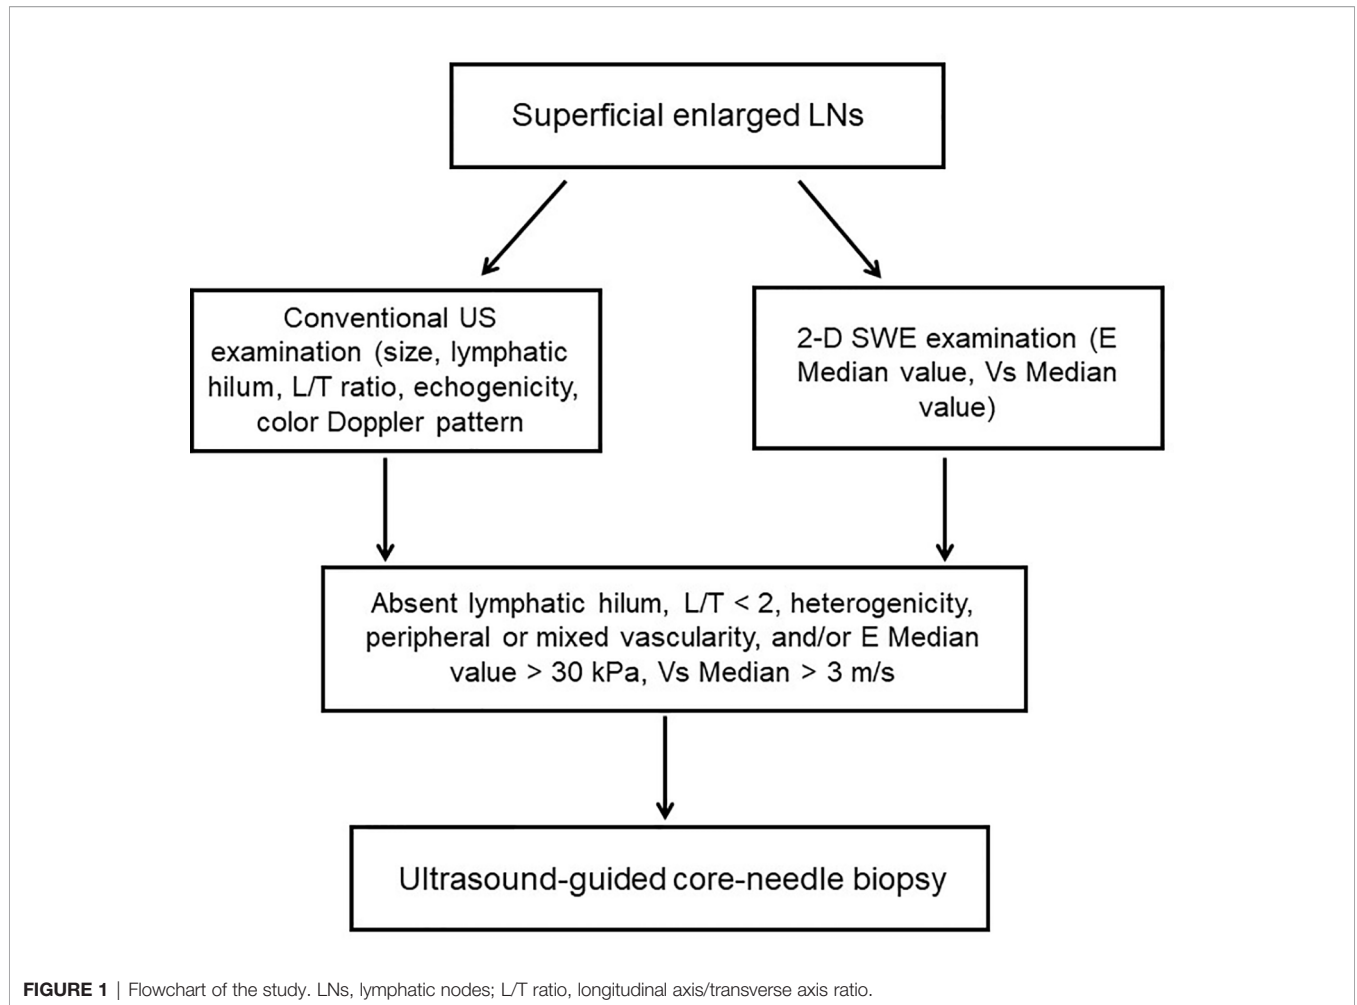 Superficial enlarged LNs
Conventional US
examination (size, lymphatic
hilum, L/T ratio, echogenicity,
color Doppler pattern
2-D SWE examination (E
Median value, Vs Median
value)
Absent lymphatic hilum, L/T < 2, heterogenicity,
peripheral or mixed vascularity, and/or E Median
value > 30 kPa, Vs Median > 3 m/s
Ultrasound-guided core-needle biopsy
FIGURE 1 | Flowchart of the study. LNs, lymphatic nodes; L/T ratio, longitudinal axis/transverse axis ratio.